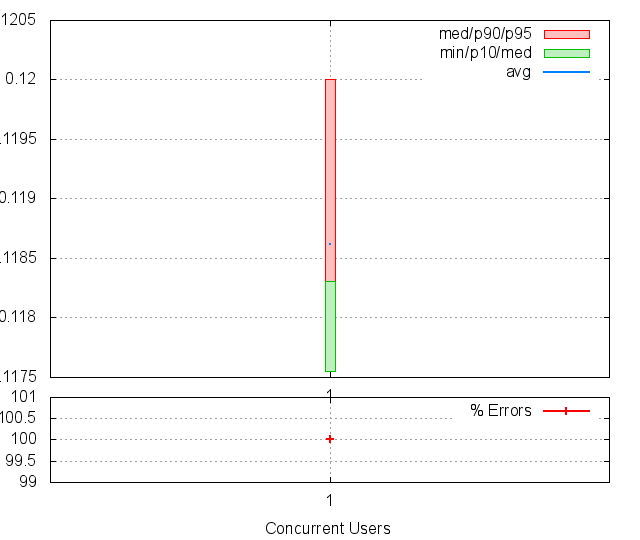 1205
med/p90/p95
min/p10/med
avg
0.12
.1195
0.119
.1185
0.118
.1175
1
101
100.5
100
99.5
99
% Errors
1
Concurrent Users